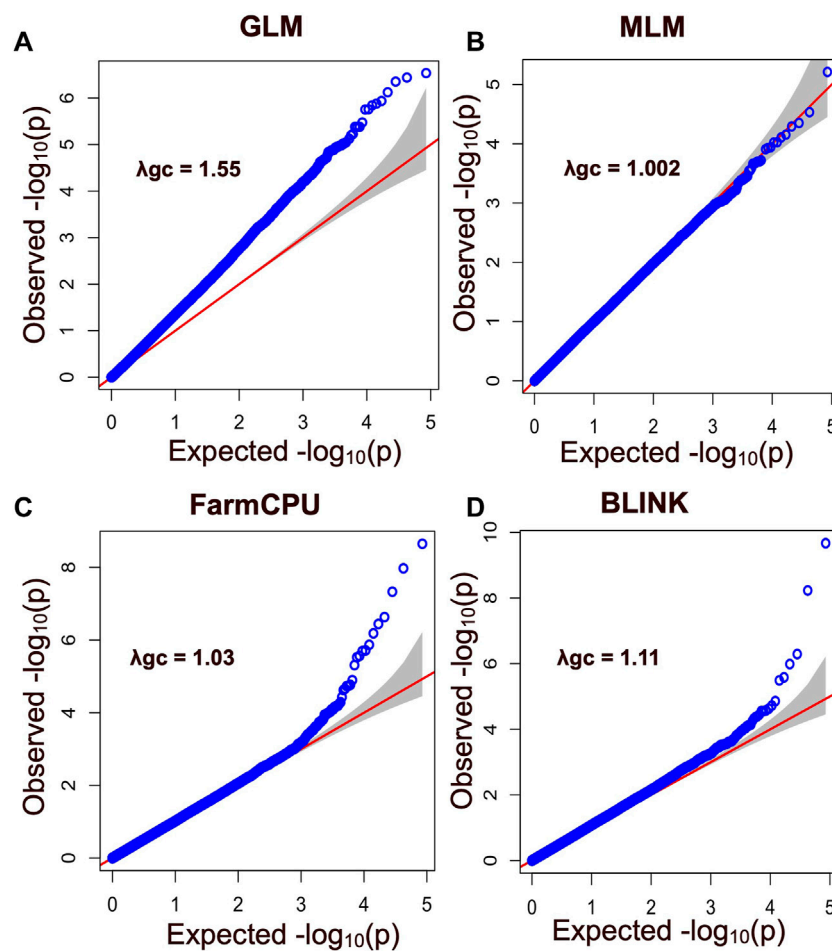 A
GLM
6
5
4
3
2
1
0
Observed -log₁₀(p)
λgc = 1.55
0 1 2 3 4 5
Expected -log₁₀(p)
B
MLM
5
4
3
2
1
0
Observed -log₁₀(p)
λgc = 1.002
0 1 2 3 4 5
Expected -log₁₀(p)
C
FarmCPU
8
6
4
2
0
Observed -log₁₀(p)
λgc = 1.03
0 1 2 3 4 5
Expected -log₁₀(p)
D
BLINK
10
8
6
4
2
0
Observed -log₁₀(p)
λgc = 1.11
0 1 2 3 4 5
Expected -log₁₀(p)